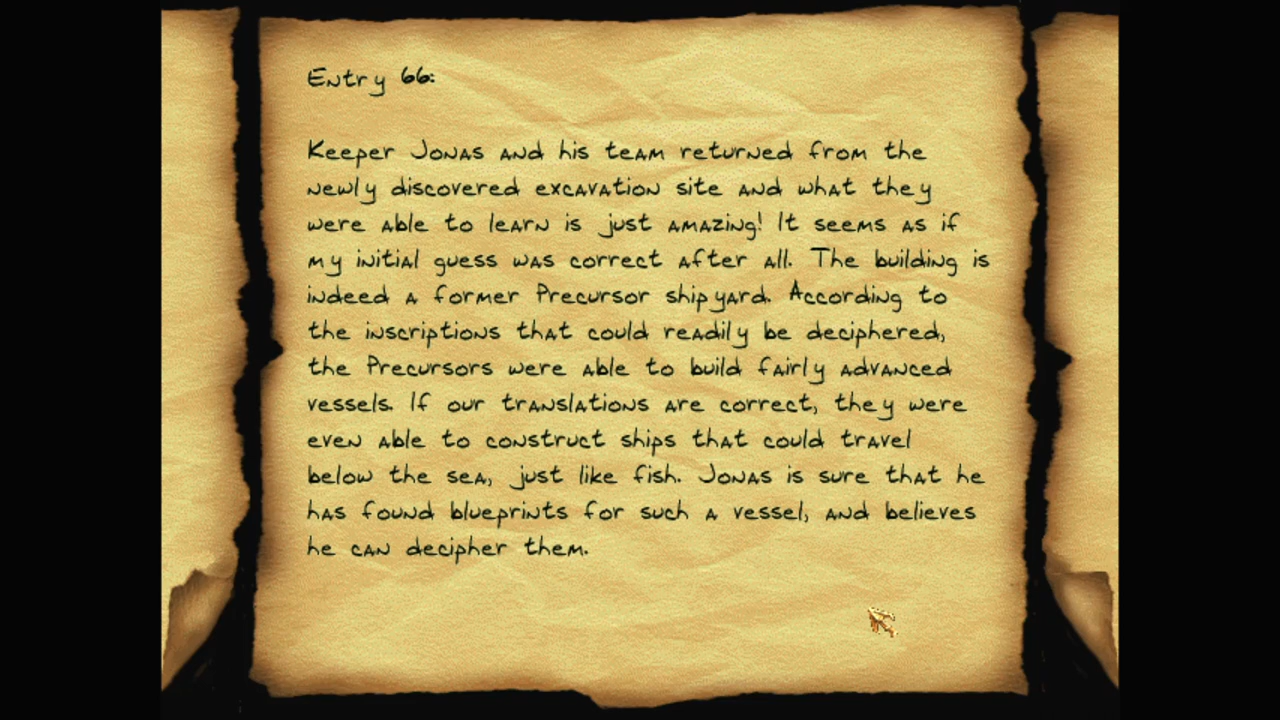 Entry 66:
Keeper Jonas and his team returned from the
newly discovered excavation site and what they
were able to learn is just amazing! It seems as if
my initial guess was correct after all. The building is
indeed a former Precursor shipyard. According to
the inscriptions that could readily be deciphered,
the Precursors were able to build fairly advanced
vessels. If our translations are correct, they were
even able to construct ships that could travel
below the sea, just like fish. Jonas is sure that he
has found blueprints for such a vessel, and believes
he can decipher them.